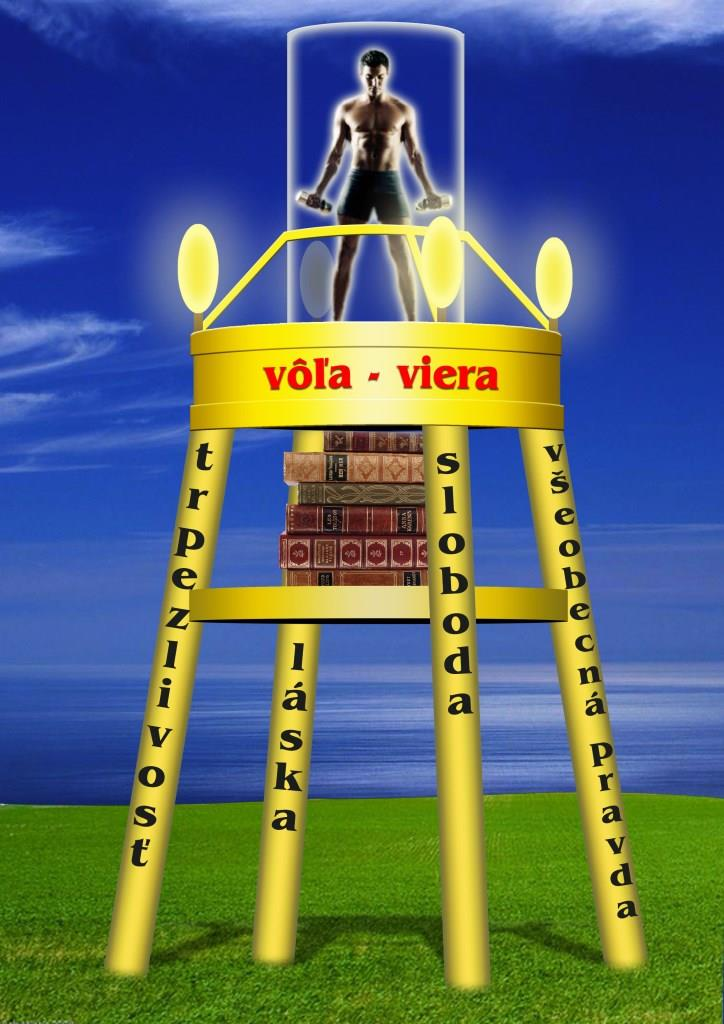 vôľa - viera
trpezlivosť
láska
sloboda
všeobecná pravda